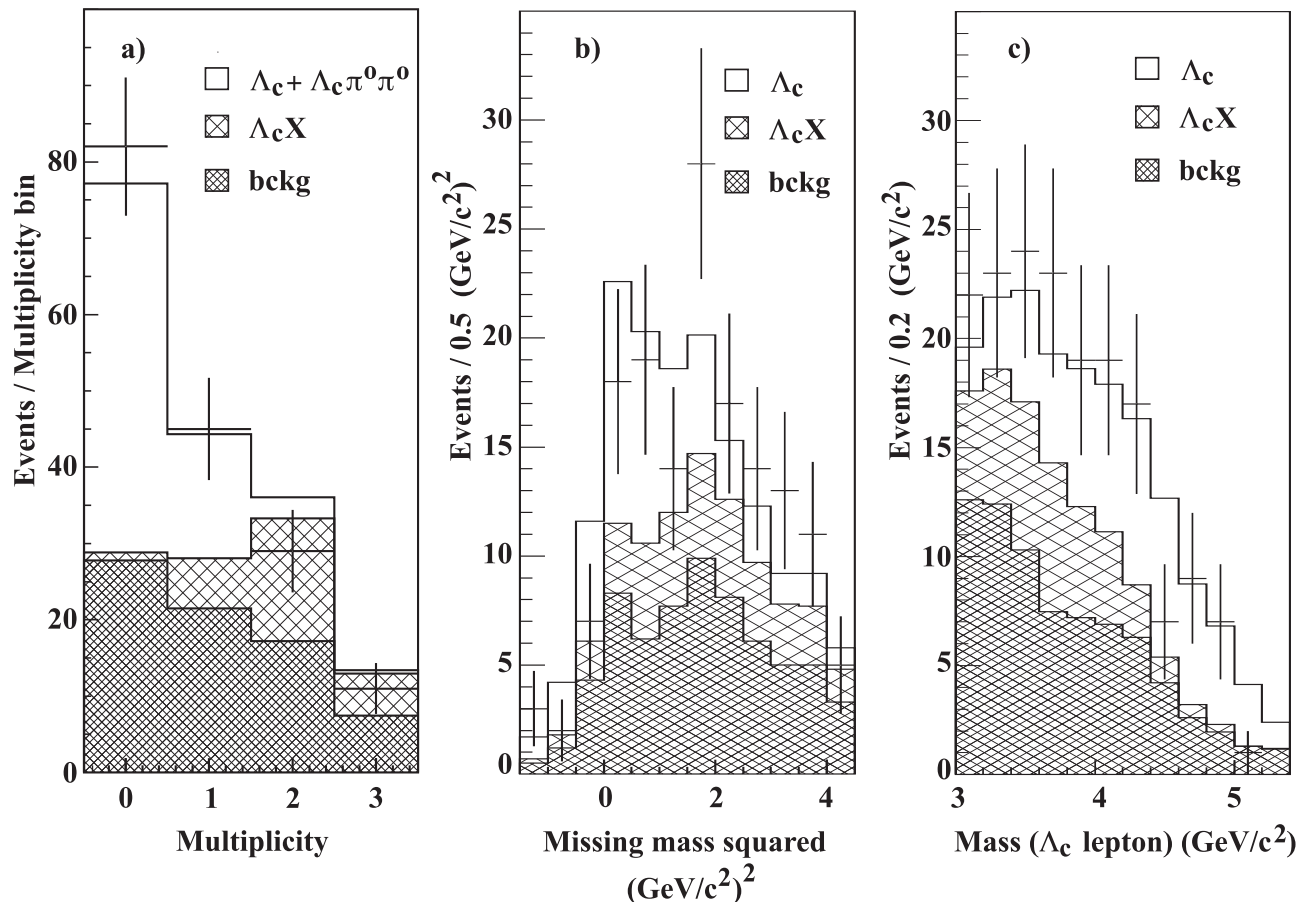 a)
Λc + Λcπ°π°
ΛcX
bckg
80
60
40
20
0
0 1 2 3
Multiplicity
Events / Multiplicity bin
b)
Λc
ΛcX
bckg
30
25
20
15
10
5
0
0 2 4
Missing mass squared
(GeV/c²)²
Events / 0.5 (GeV/c²)²
c)
Λc
ΛcX
bckg
30
25
20
15
10
5
0
3 4 5
Mass (Λc lepton) (GeV/c²)
Events / 0.2 (GeV/c²)